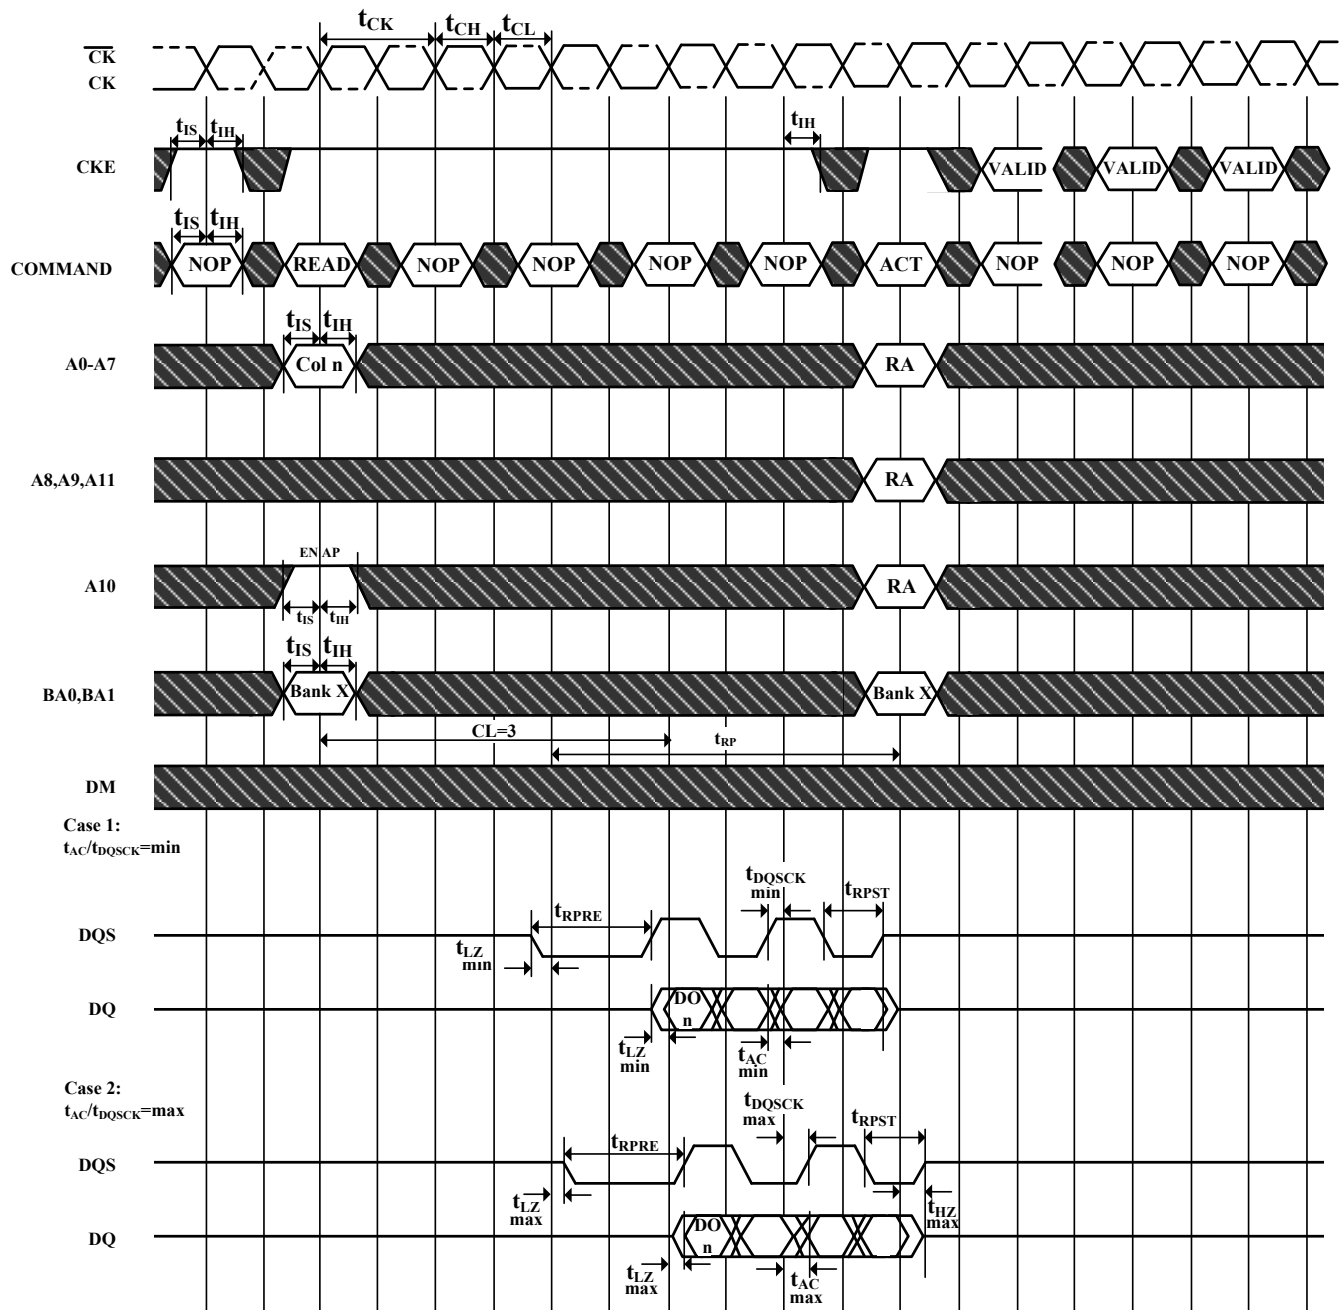 tCK tCH tCL
CK
CK
tIS tIH tIH
CKE VALID VALID VALID
tIS tIH
COMMAND NOP READ NOP NOP NOP NOP ACT NOP NOP NOP
tIS tIH
A0-A7 Col n RA
A8,A9,A11 RA
EN AP
A10 RA
tIS tIH
tIS tIH
BA0,BA1 Bank X Bank X
CL=3 tRP
DM
Case 1:
tAC/tDQSCK=min
tDQSCK
min
tRPST
tRPRE
DQS
tLZ
min
DQ DO
n
tLZ
min
tAC
min
Case 2:
tAC/tDQSCK=max
tDQSCK
max
tRPST
tRPRE
DQS
tLZ
max
tHZ
max
DQ DO
n
tLZ
max
tAC
max